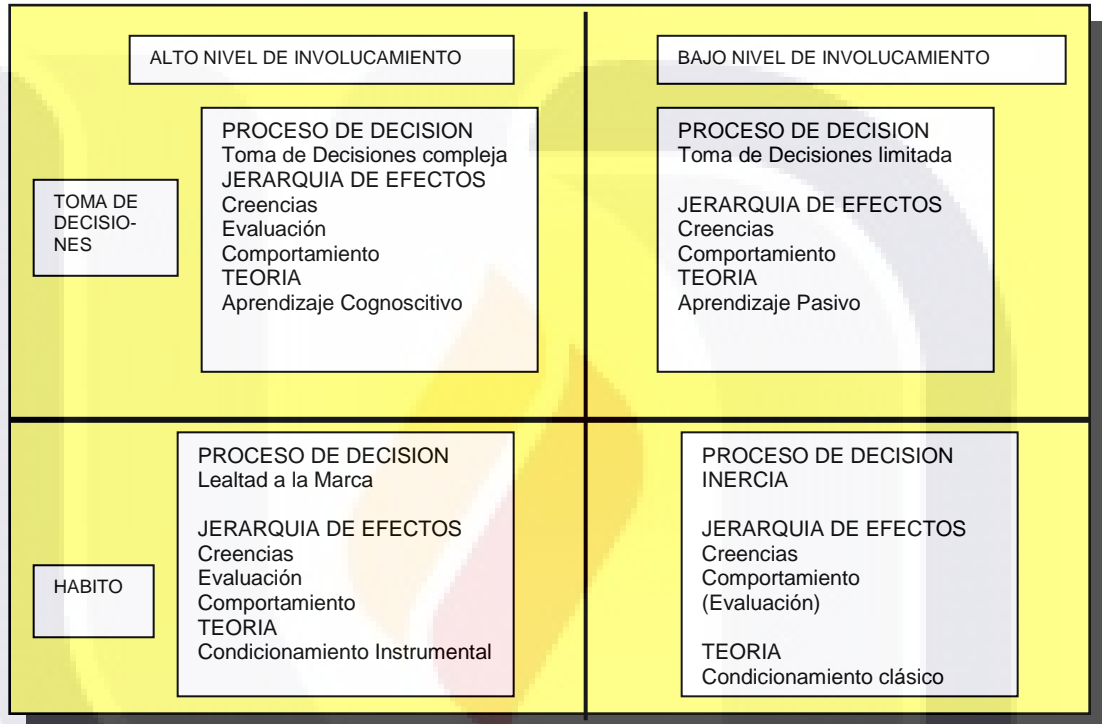 ALTO NIVEL DE INVOLUCAMIENTO
BAJO NIVEL DE INVOLUCAMIENTO
TOMA DE
DECISIO-
NES
PROCESO DE DECISION
Toma de Decisiones compleja
JERARQUIA DE EFECTOS
Creencias
Evaluación
Comportamiento
TEORIA
Aprendizaje Cognoscitivo
PROCESO DE DECISION
Toma de Decisiones limitada
JERARQUIA DE EFECTOS
Creencias
Comportamiento
TEORIA
Aprendizaje Pasivo
HABITO
PROCESO DE DECISION
Lealtad a la Marca
JERARQUIA DE EFECTOS
Creencias
Evaluación
Comportamiento
TEORIA
Condicionamiento Instrumental
PROCESO DE DECISION
INERCIA
JERARQUIA DE EFECTOS
Creencias
Comportamiento
(Evaluación)
TEORIA
Condicionamiento clásico